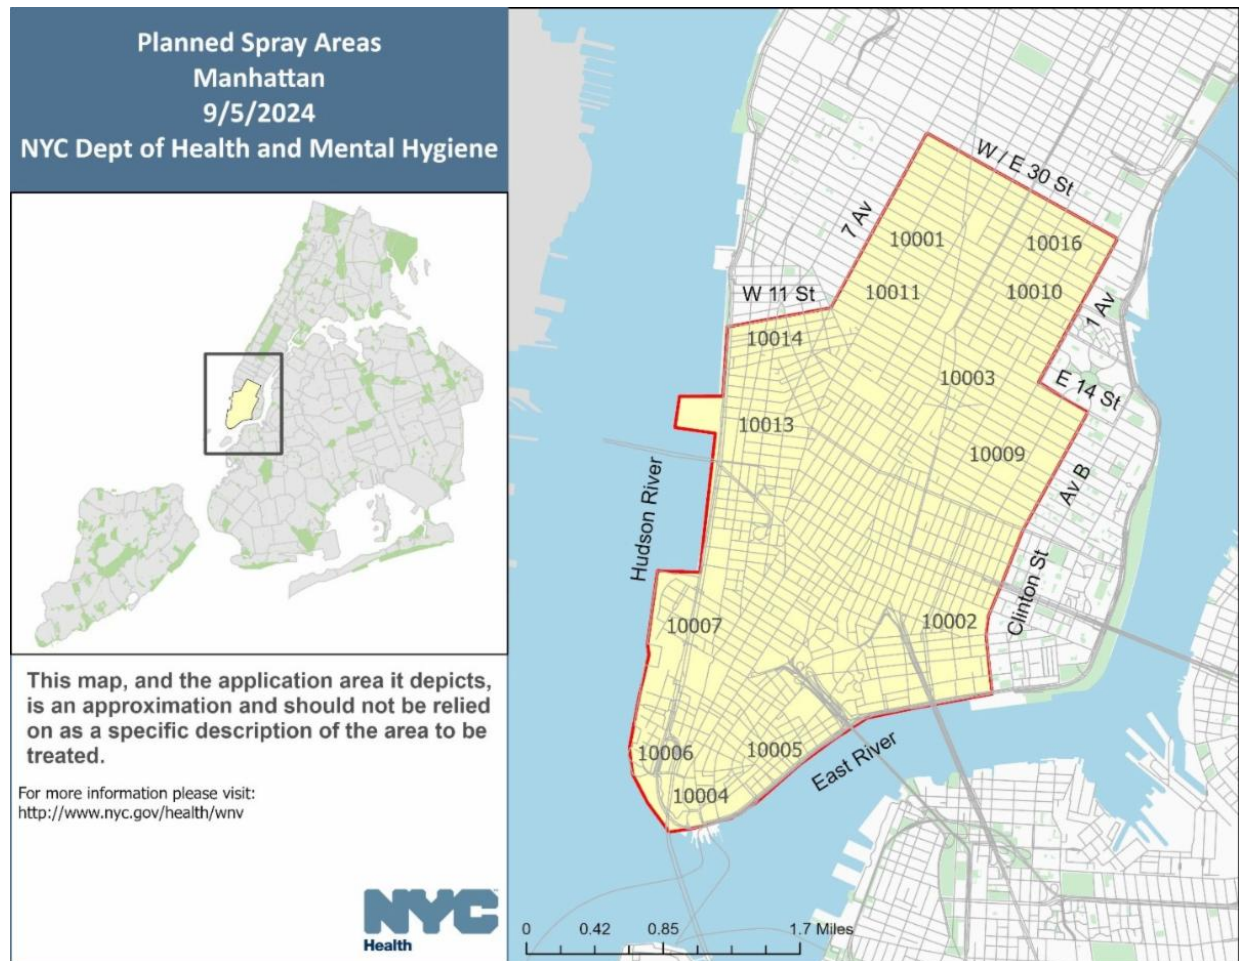 Planned Spray Areas
Manhattan
9/5/2024
NYC Dept of Health and Mental Hygiene
This map, and the application area it depicts,
is an approximation and should not be relied
on as a specific description of the area to be
treated.
For more information please visit:
http://www.nyc.gov/health/wnv
NYC
Health
W / E 30 St
7 Av
10001
10016
10011
10010
W 11 St
1 Av
10014
10003
E 14 St
10013
10009
Av B
Hudson River
Clinton St
10002
10007
10006
10005
East River
10004
0 0.42 0.85 1.7 Miles